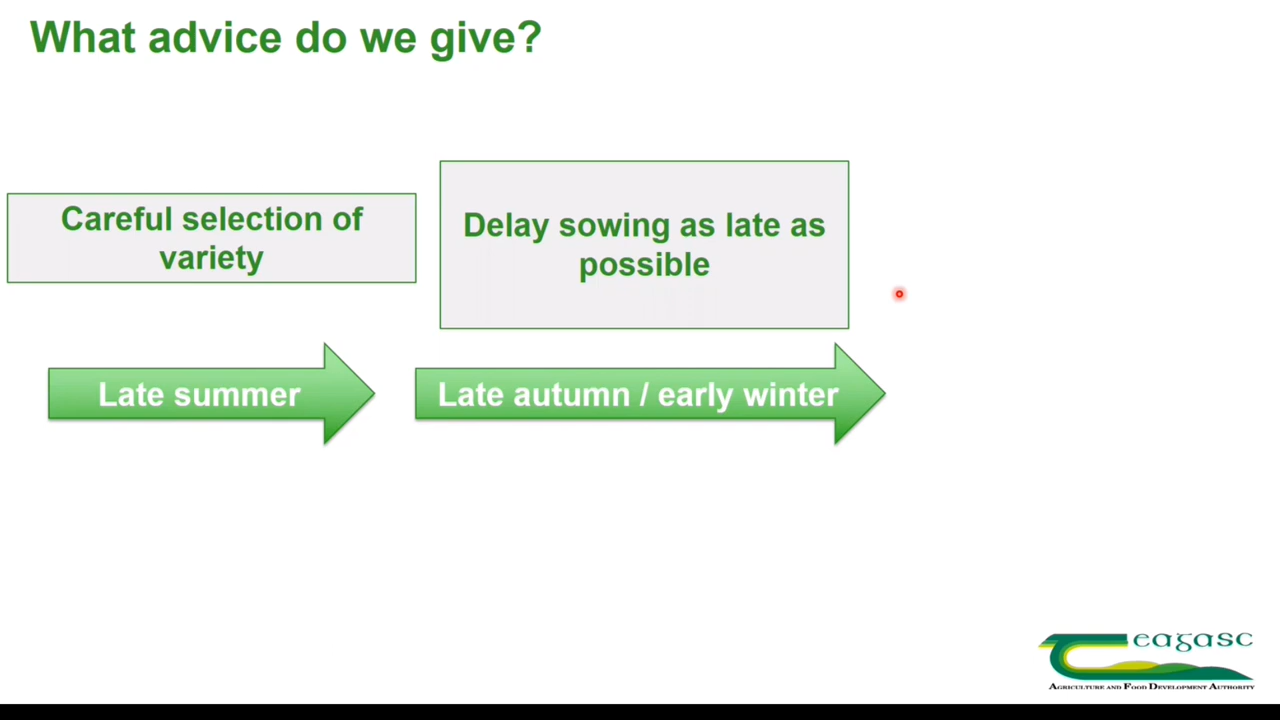 What advice do we give?
Careful selection of
variety
Delay sowing as late as
possible
Late summer
Late autumn / early winter
Teagasc
AGRICULTURE AND FOOD DEVELOPMENT AUTHORITY